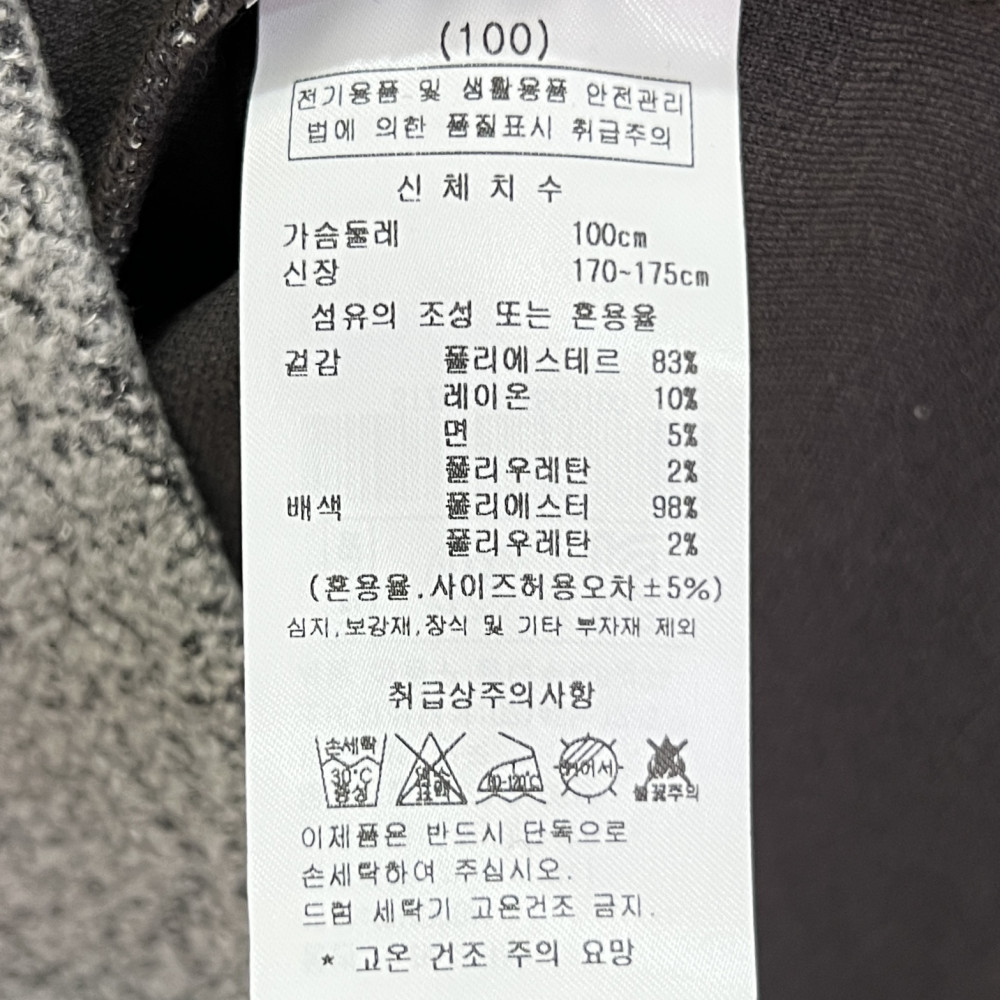 (100)
전기용품 및 생활용품 안전관리
법에 의한 품질표시 취급주의
신 체 치 수
가슴둘레 100cm
신장 170~175cm
섬유의 조성 또는 혼용율
겉감 폴리에스테르 83%
레이온 10%
면 5%
폴리우레탄 2%
배색 폴리에스터 98%
폴리우레탄 2%
(혼용율.사이즈허용오차±5%)
심지,보강재,장식 및 기타 부자재 제외
취급상주의사항
손세탁
30°C
중성
염소
표백
80-120℃
뉘어서
불꽃주의
이제품은 반드시 단독으로
손세탁하여 주십시오.
드럼 세탁기 고온건조 금지.
* 고온 건조 주의 요망